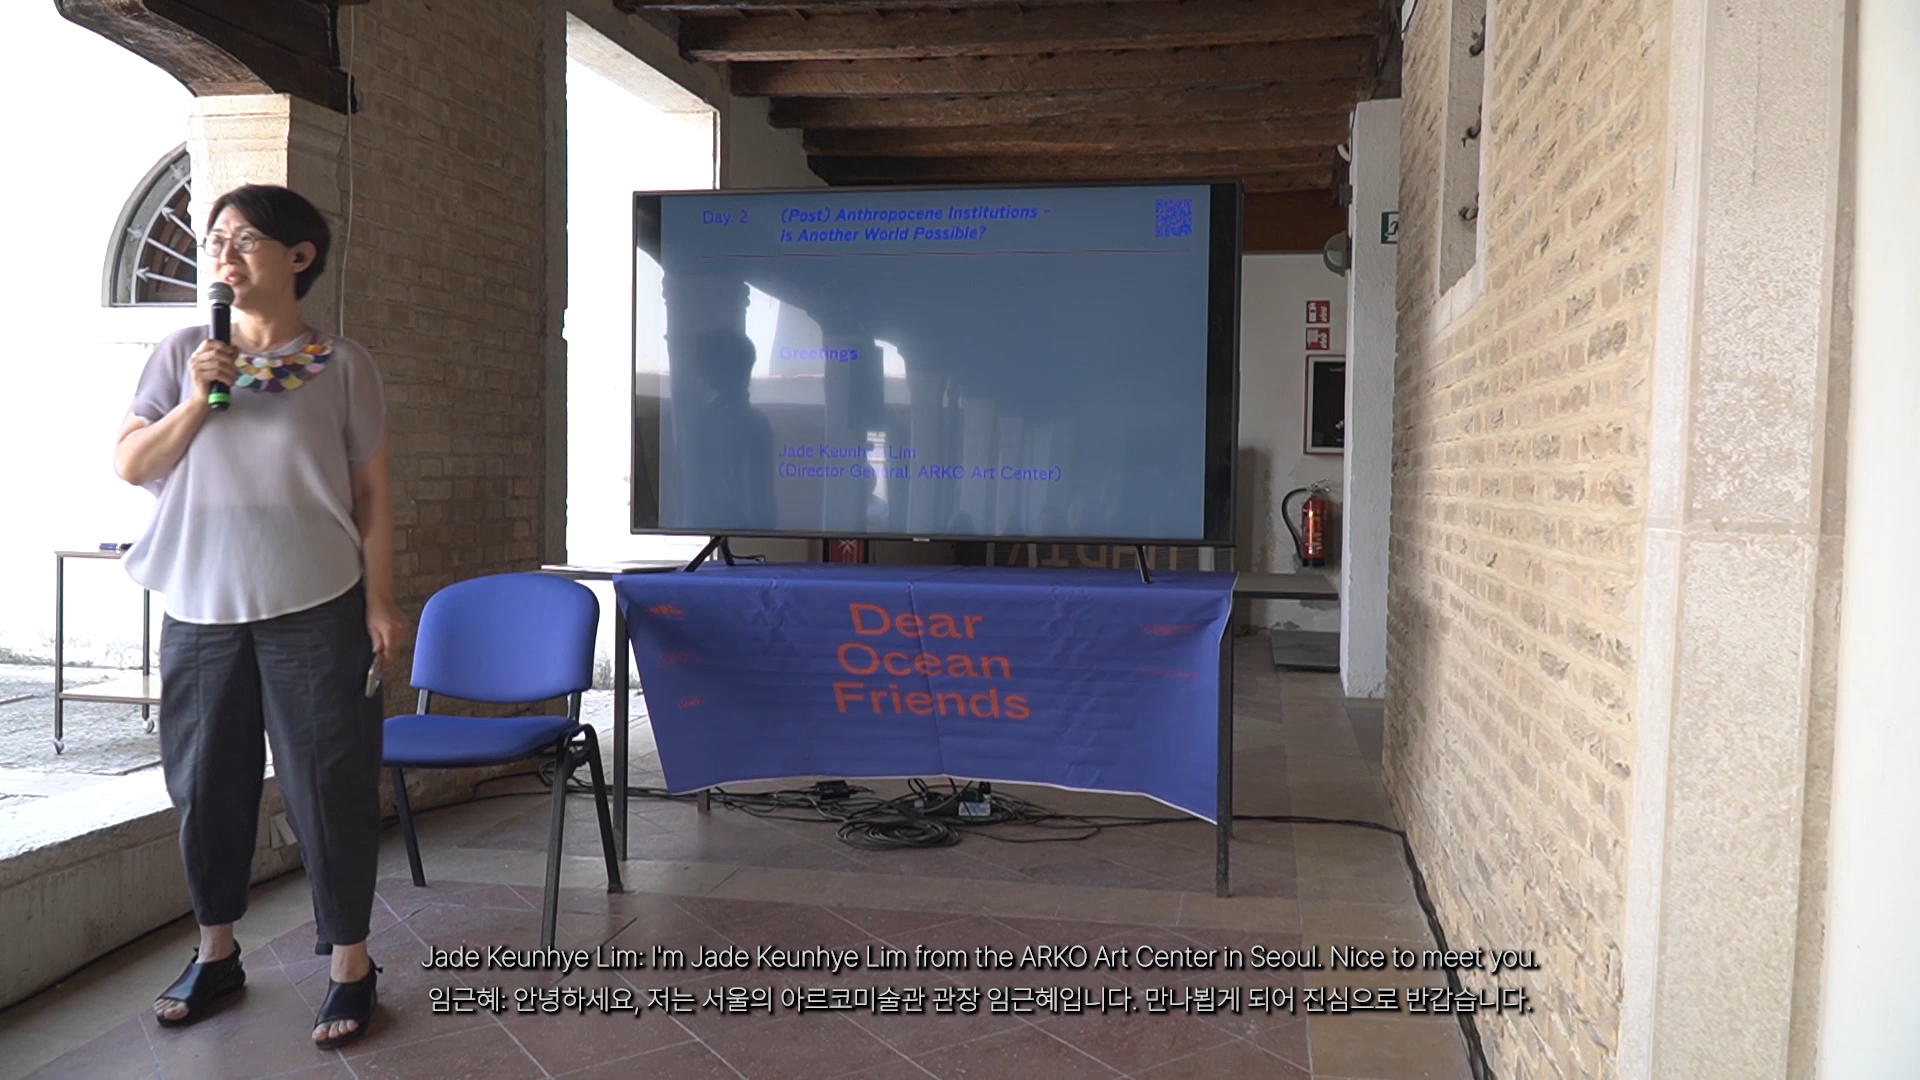 Day. 2
(Post) Anthropocene Institutions -
Is Another World Possible?
Greetings
Jade Keunhye Lim
(Director General, ARKO Art Center)
Dear
Ocean
Friends
Jade Keunhye Lim: I'm Jade Keunhye Lim from the ARKO Art Center in Seoul. Nice to meet you.
임근혜: 안녕하세요, 저는 서울의 아르코미술관 관장 임근혜입니다. 만나뵙게 되어 진심으로 반갑습니다.